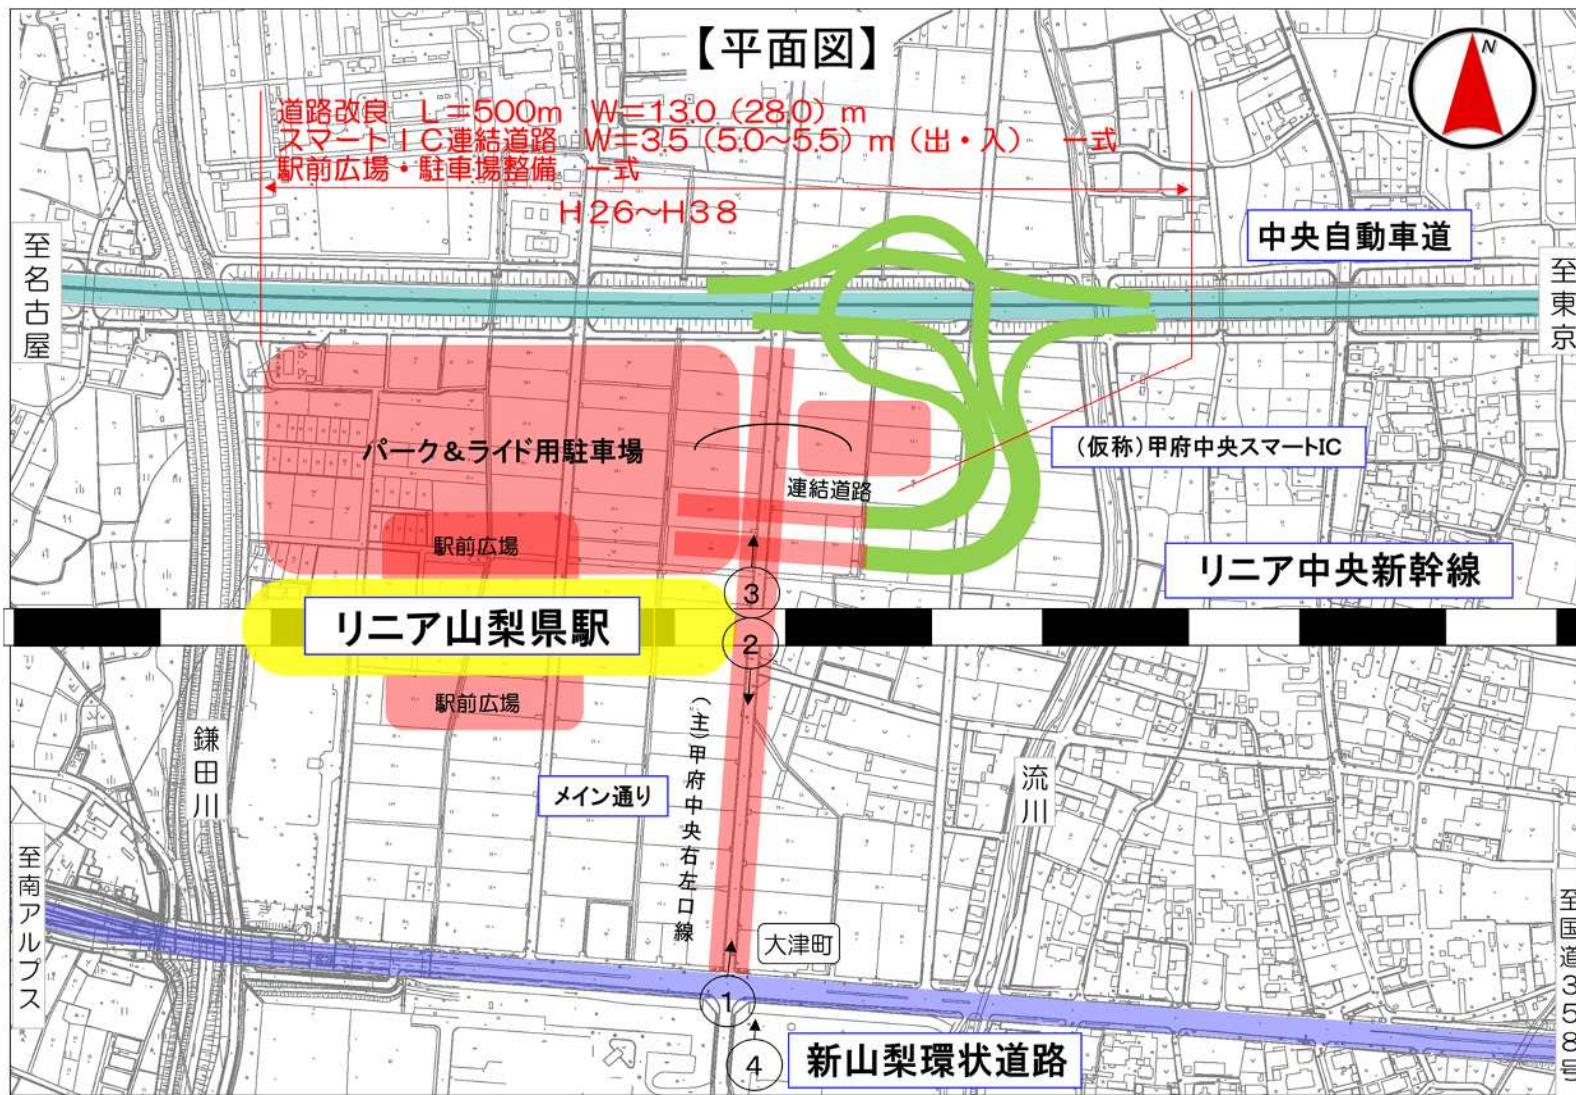 【平面図】
N
道路改良 L=500m W=13.0（28.0）m
スマートIC連結道路 W=3.5（5.0～5.5）m（出・入） 一式
駅前広場・駐車場整備 一式
H26～H38
中央自動車道
至名古屋
至東京
パーク&ライド用駐車場
（仮称）甲府中央スマートIC
連結道路
駅前広場
リニア中央新幹線
③
リニア山梨県駅
②
駅前広場
（主）甲府中央右左口線
鎌田川
メイン通り
流川
至南アルプス
大津町
至国道358号
①
④
新山梨環状道路